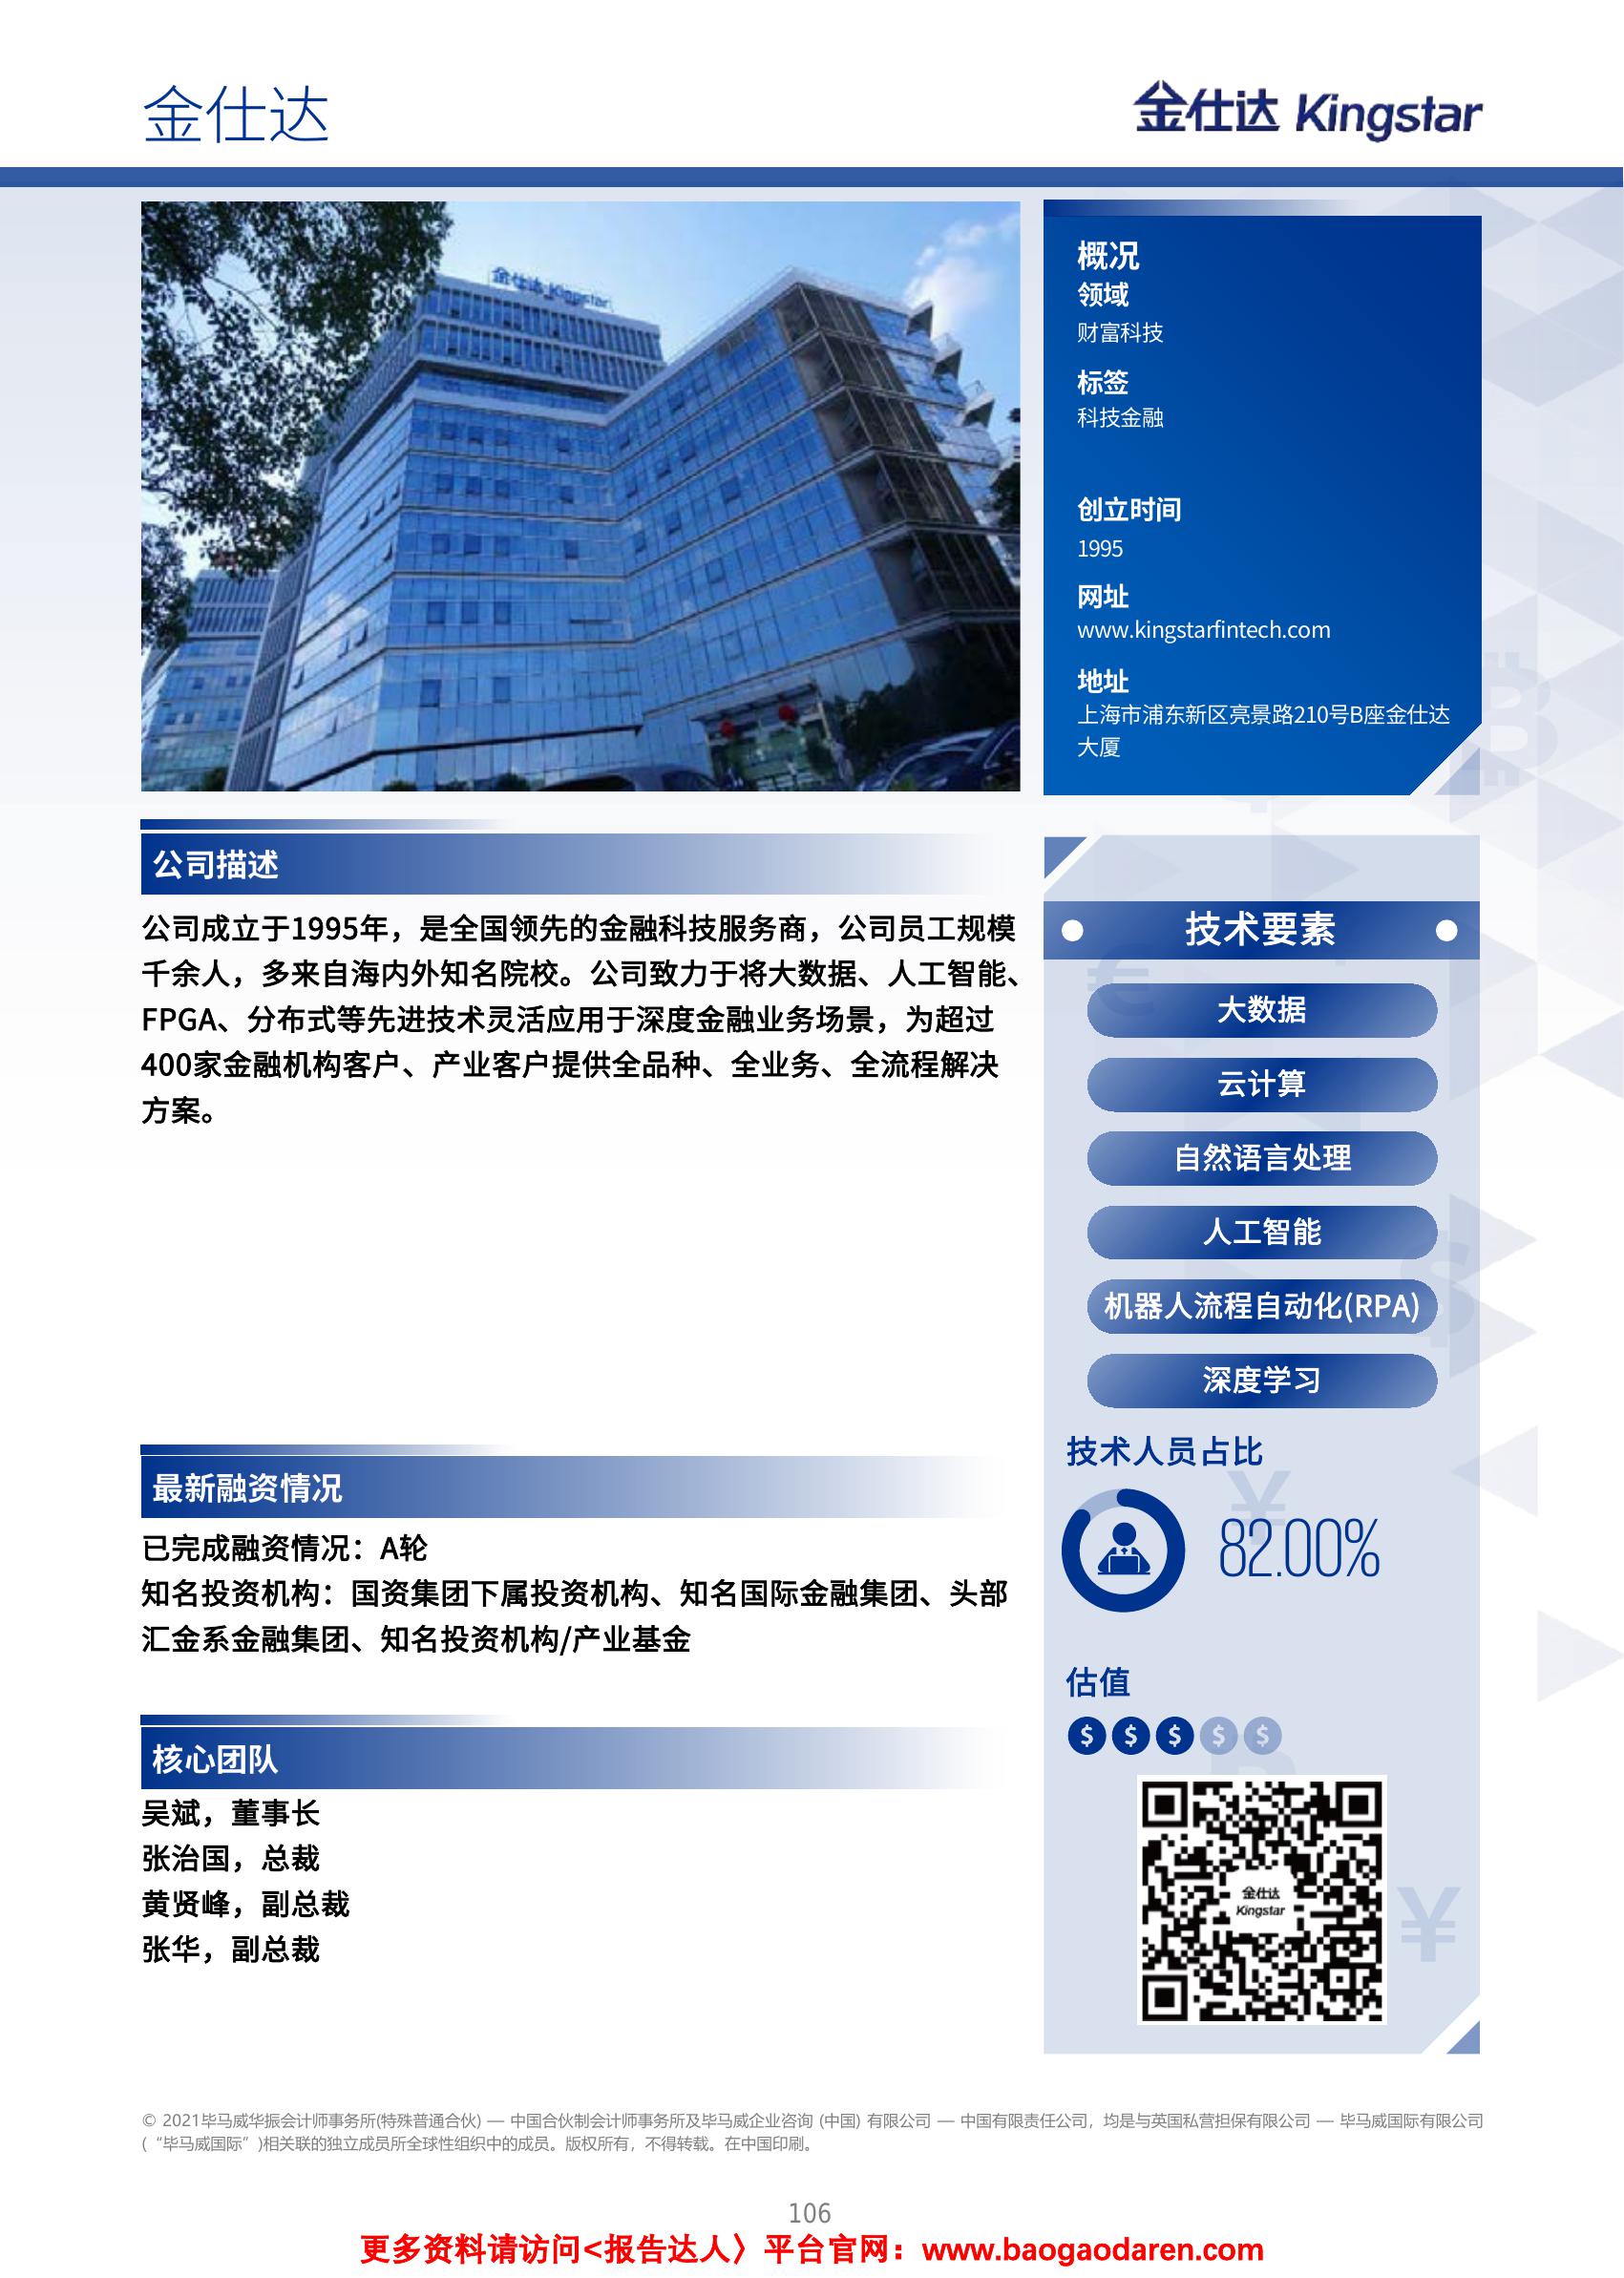 金仕达
金仕达 Kingstar
金仕达 Kingstar
概况
领域
财富科技
标签
科技金融
创立时间
1995
网址
www.kingstarfintech.com
地址
上海市浦东新区亮景路210号B座金仕达
大厦
公司描述
公司成立于1995年，是全国领先的金融科技服务商，公司员工规模
千余人，多来自海内外知名院校。公司致力于将大数据、人工智能、
FPGA、分布式等先进技术灵活应用于深度金融业务场景，为超过
400家金融机构客户、产业客户提供全品种、全业务、全流程解决
方案。
最新融资情况
已完成融资情况：A轮
知名投资机构：国资集团下属投资机构、知名国际金融集团、头部
汇金系金融集团、知名投资机构/产业基金
核心团队
吴斌，董事长
张治国，总裁
黄贤峰，副总裁
张华，副总裁
技术要素
大数据
云计算
自然语言处理
人工智能
机器人流程自动化(RPA)
深度学习
技术人员占比
82.00%
估值
$ $ $ $ $
金仕达
Kingstar
© 2021毕马威华振会计师事务所(特殊普通合伙) — 中国合伙制会计师事务所及毕马威企业咨询 (中国) 有限公司 — 中国有限责任公司，均是与英国私营担保有限公司 — 毕马威国际有限公司
(“毕马威国际”)相关联的独立成员所全球性组织中的成员。版权所有，不得转载。在中国印刷。
106
更多资料请访问<报告达人〉平台官网：www.baogaodaren.com